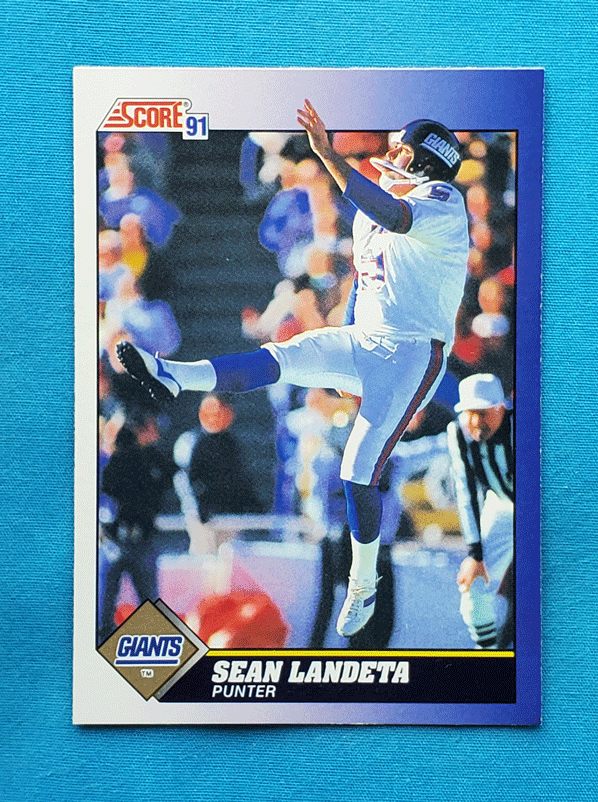 SCORE®
91
GIANTS
GIANTS
TM
SEAN LANDETA
PUNTER